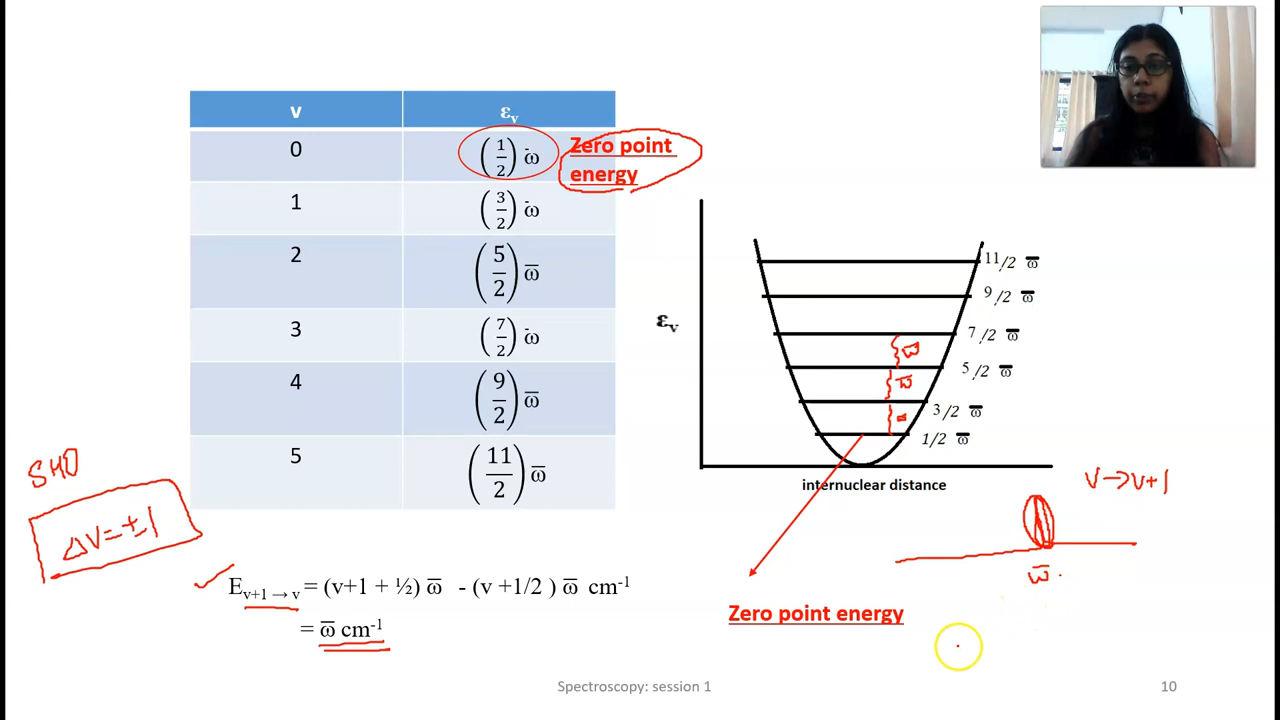 v εᵥ
0 (1/2) ω̄ Zero point energy
1 (3/2) ω̄
2 (5/2) ω̄
3 (7/2) ω̄
4 (9/2) ω̄
5 (11/2) ω̄
εᵥ
11/2 ω̄
9/2 ω̄
7/2 ω̄
ω̄
5/2 ω̄
ω̄
3/2 ω̄
1/2 ω̄
internuclear distance
v→v+1
ω̄
Zero point energy
SHO
Δv=±1
E v+1 → v = (v+1 + ½) ω̄ - (v +1/2 ) ω̄ cm⁻¹
= ω̄ cm⁻¹
Spectroscopy: session 1
10